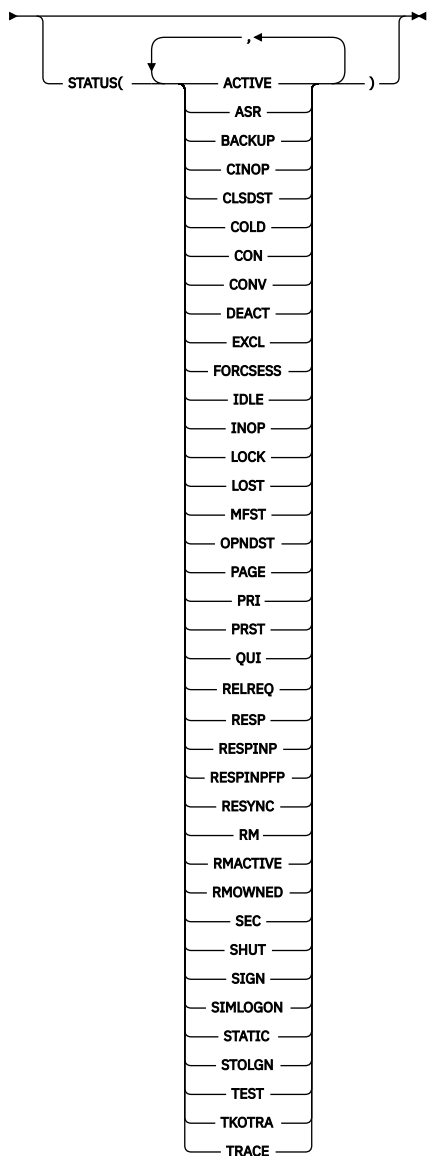 ,
STATUS( ACTIVE )
ASR
BACKUP
CINOP
CLSDST
COLD
CON
CONV
DEACT
EXCL
FORCSESS
IDLE
INOP
LOCK
LOST
MFST
OPNDST
PAGE
PRI
PRST
QUI
RELREQ
RESP
RESPINP
RESPINPFP
RESYNC
RM
RMACTIVE
RMOWNED
SEC
SHUT
SIGN
SIMLOGON
STATIC
STOLGN
TEST
TKOTRA
TRACE